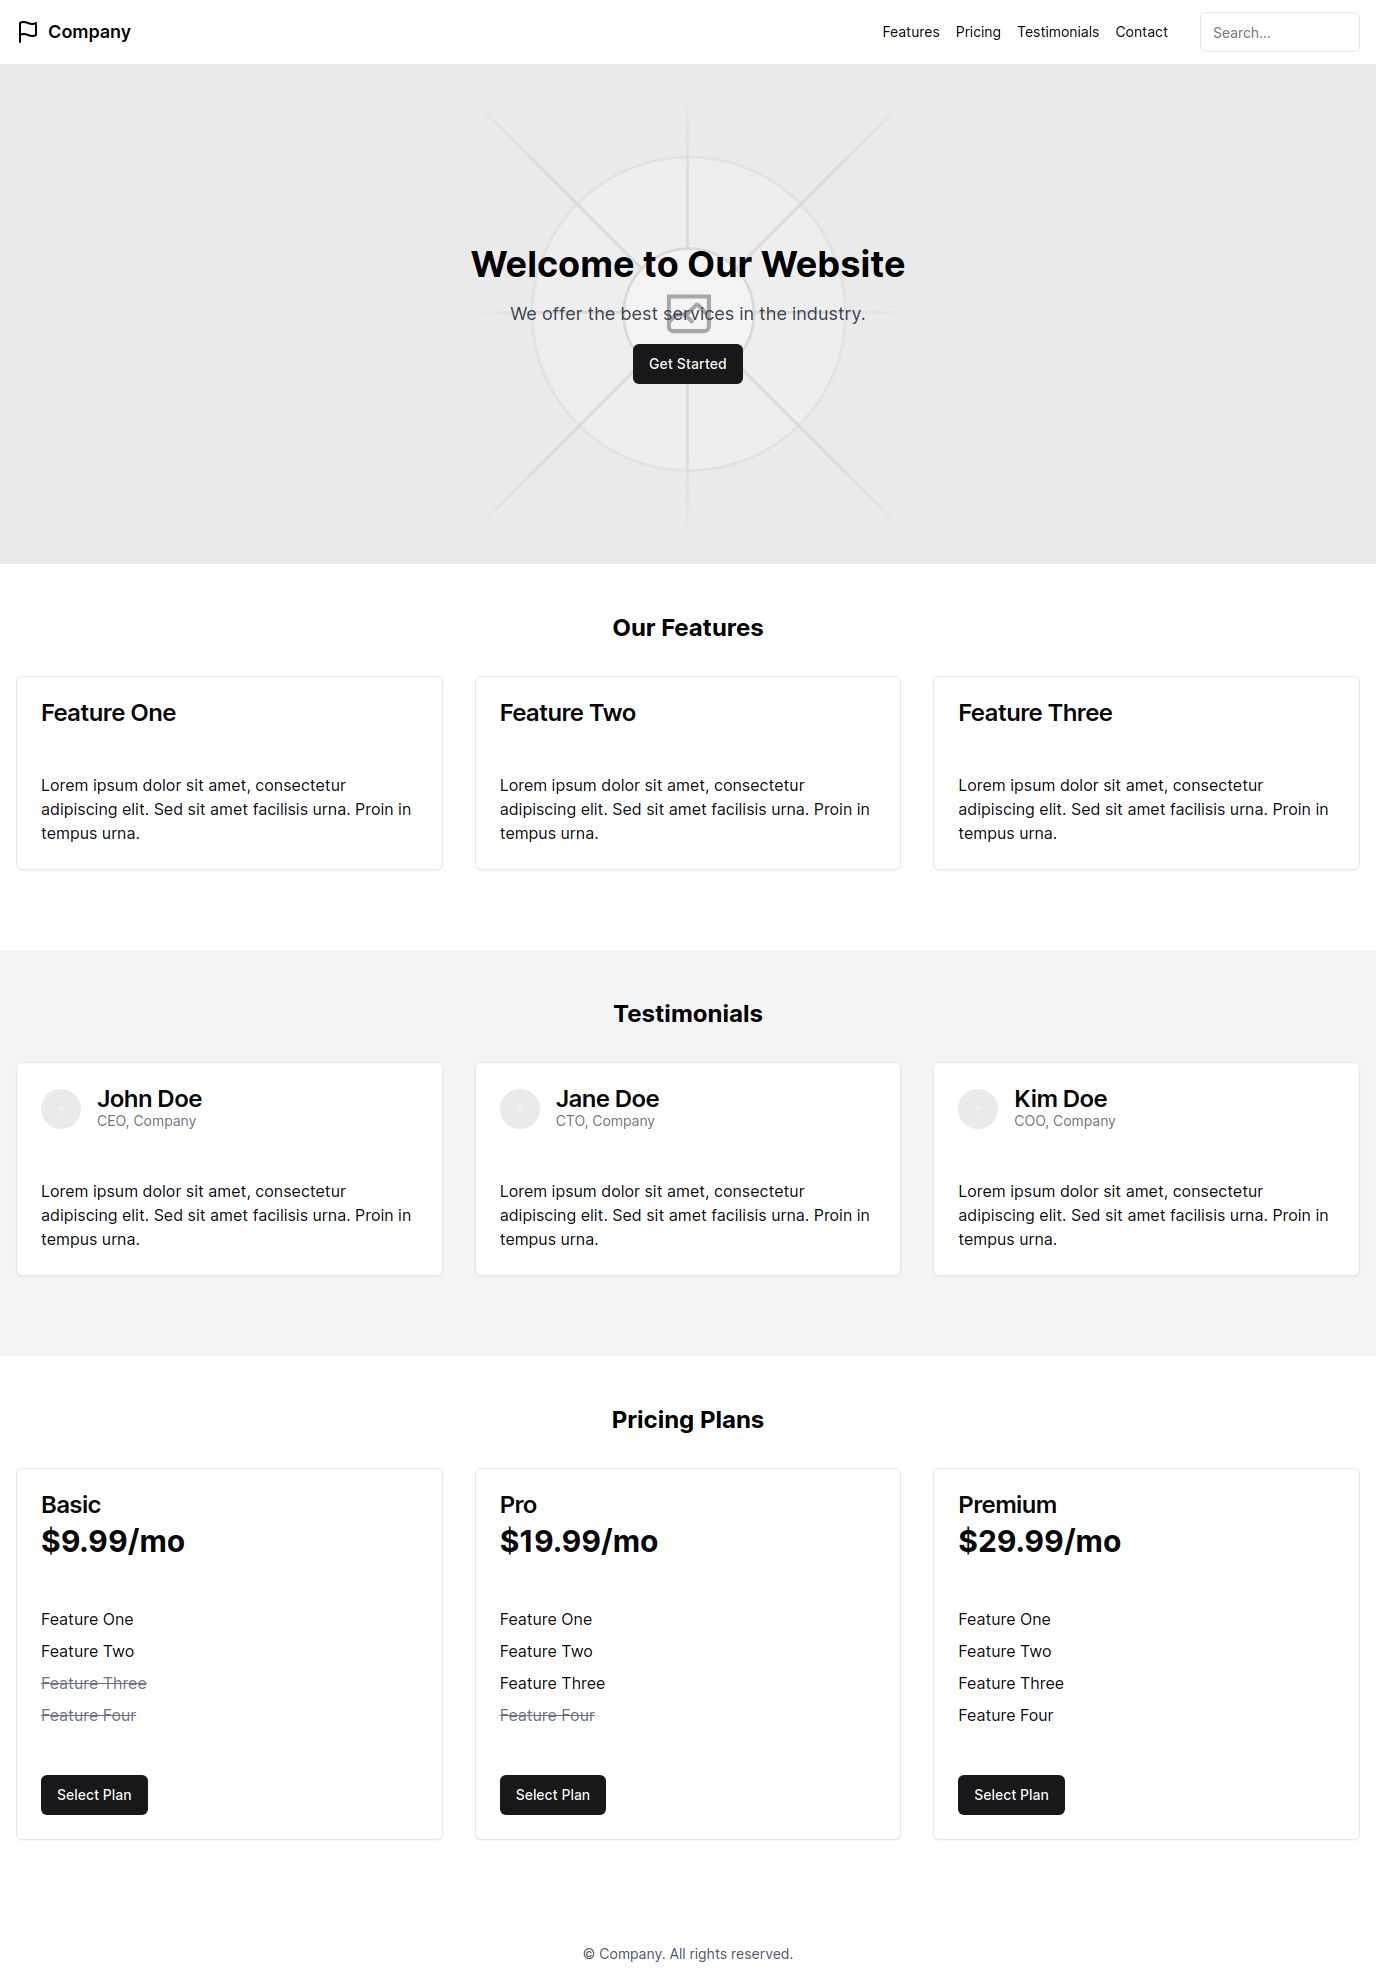 Company
Features Pricing Testimonials Contact Search...
Welcome to Our Website
We offer the best services in the industry.
Get Started
Our Features
Feature One
Lorem ipsum dolor sit amet, consectetur
adipiscing elit. Sed sit amet facilisis urna. Proin in
tempus urna.
Feature Two
Lorem ipsum dolor sit amet, consectetur
adipiscing elit. Sed sit amet facilisis urna. Proin in
tempus urna.
Feature Three
Lorem ipsum dolor sit amet, consectetur
adipiscing elit. Sed sit amet facilisis urna. Proin in
tempus urna.
Testimonials
John Doe
CEO, Company
Lorem ipsum dolor sit amet, consectetur
adipiscing elit. Sed sit amet facilisis urna. Proin in
tempus urna.
Jane Doe
CTO, Company
Lorem ipsum dolor sit amet, consectetur
adipiscing elit. Sed sit amet facilisis urna. Proin in
tempus urna.
Kim Doe
COO, Company
Lorem ipsum dolor sit amet, consectetur
adipiscing elit. Sed sit amet facilisis urna. Proin in
tempus urna.
Pricing Plans
Basic
$9.99/mo
Feature One
Feature Two
Feature Three
Feature Four
Select Plan
Pro
$19.99/mo
Feature One
Feature Two
Feature Three
Feature Four
Select Plan
Premium
$29.99/mo
Feature One
Feature Two
Feature Three
Feature Four
Select Plan
© Company. All rights reserved.